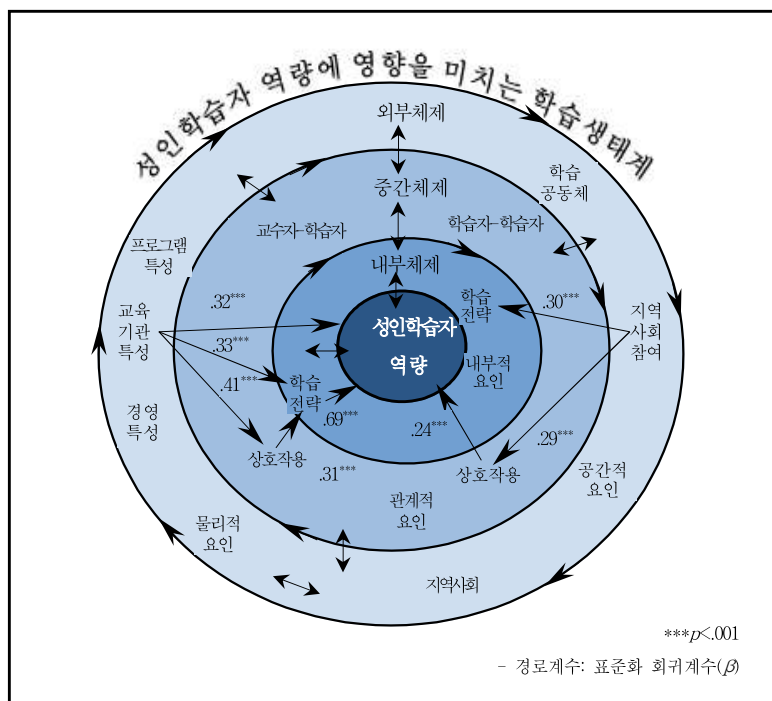 성인학습자 역량에 영향을 미치는 학습생태계
외부체제
학습
공동체
중간체제
교수자-학습자
학습자-학습자
프로그램
특성
내부체제
.32***
학습
전략
.30***
교육
기관
특성
지역
사회
참여
성인학습자
역량
.33***
내부적
요인
.41***
학습
전략
경영
특성
.69***
.24***
.29***
상호작용
.31***
상호작용
공간적
요인
관계적
요인
물리적
요인
지역사회
***p<.001
- 경로계수: 표준화 회귀계수(β)